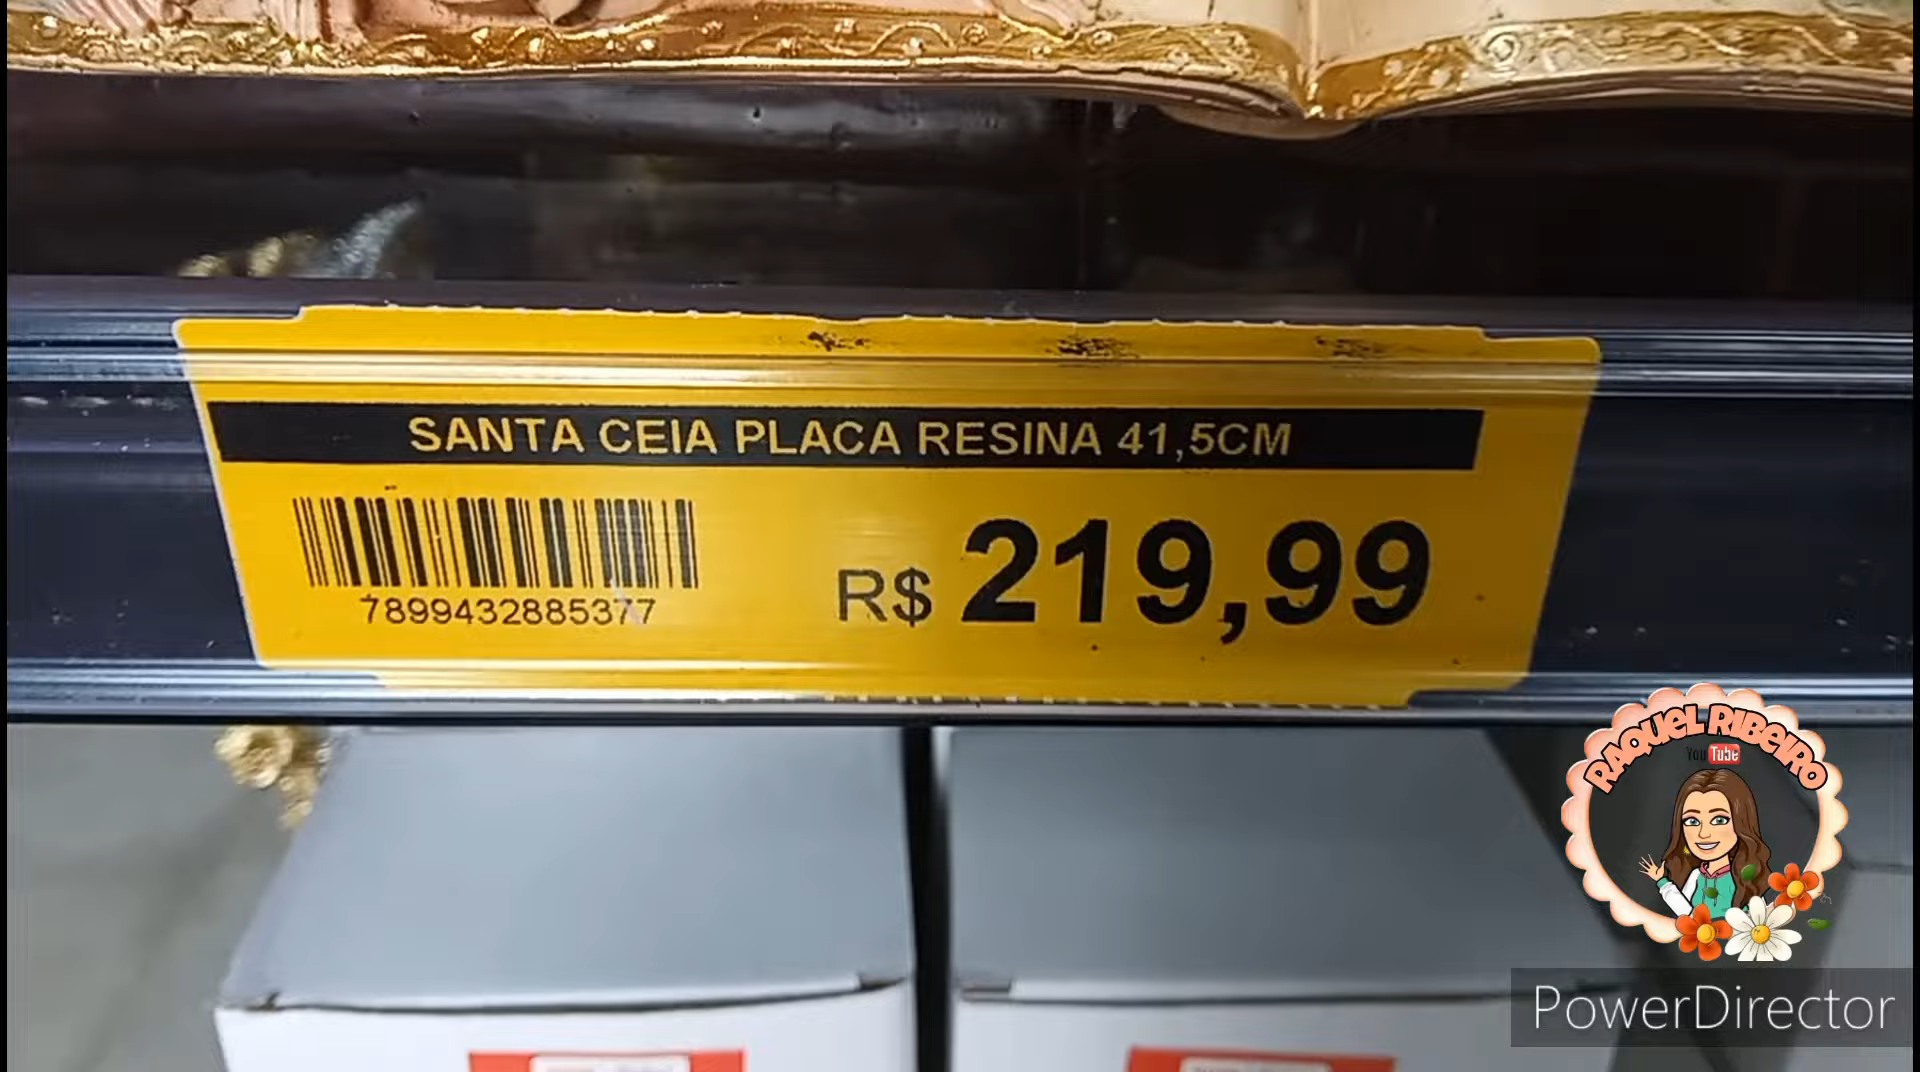 SANTA CEIA PLACA RESINA 41,5CM
7899432885377
R$ 219,99
RAQUEL RIBEIRO
YouTube
PowerDirector